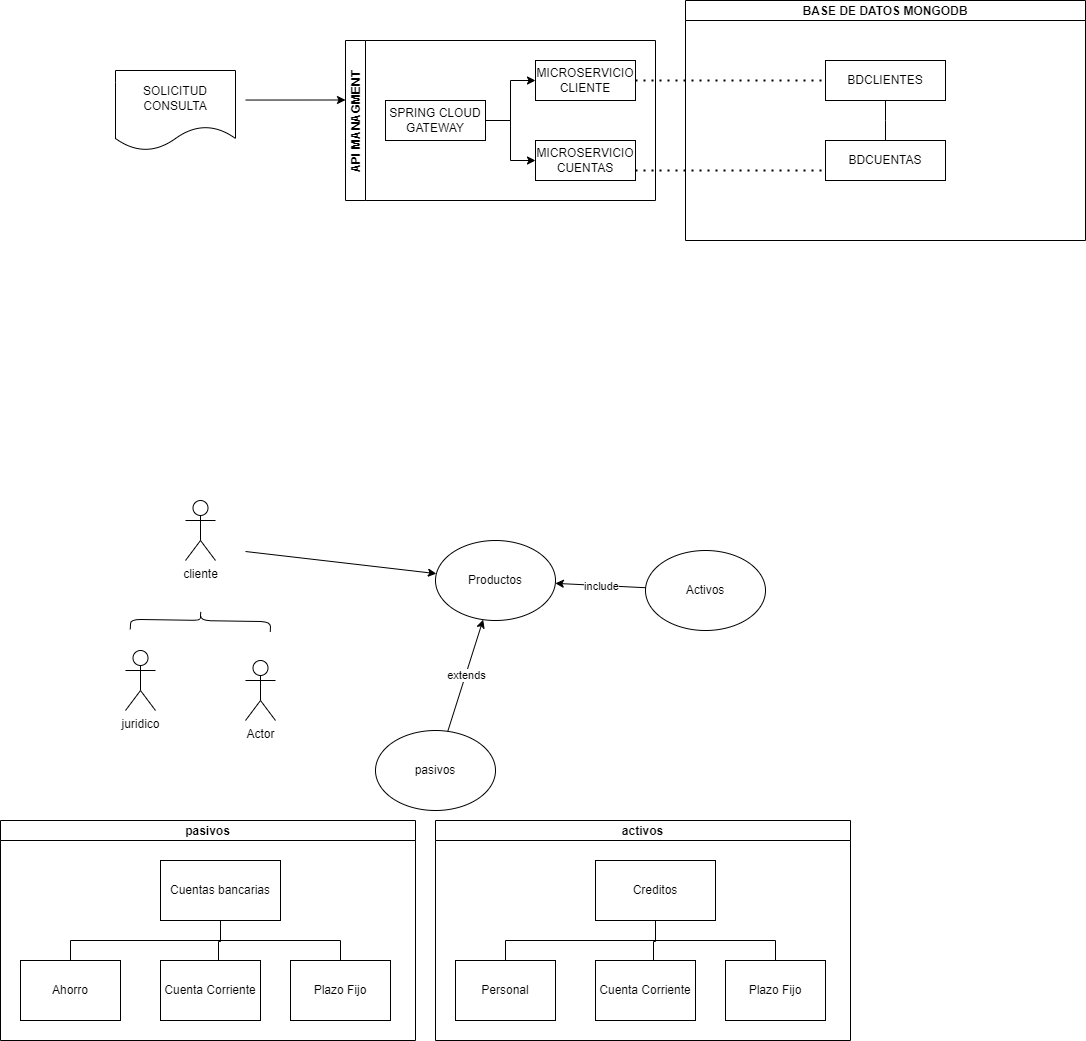 BASE DE DATOS MONGODB
SOLICITUD
CONSULTA
API MANAGMENT
SPRING CLOUD
GATEWAY
MICROSERVICIO
CLIENTE
MICROSERVICIO
CUENTAS
BDCLIENTES
BDCUENTAS
cliente
Productos
include
Activos
juridico
Actor
extends
pasivos
pasivos
Cuentas bancarias
Ahorro
Cuenta Corriente
Plazo Fijo
activos
Creditos
Personal
Cuenta Corriente
Plazo Fijo